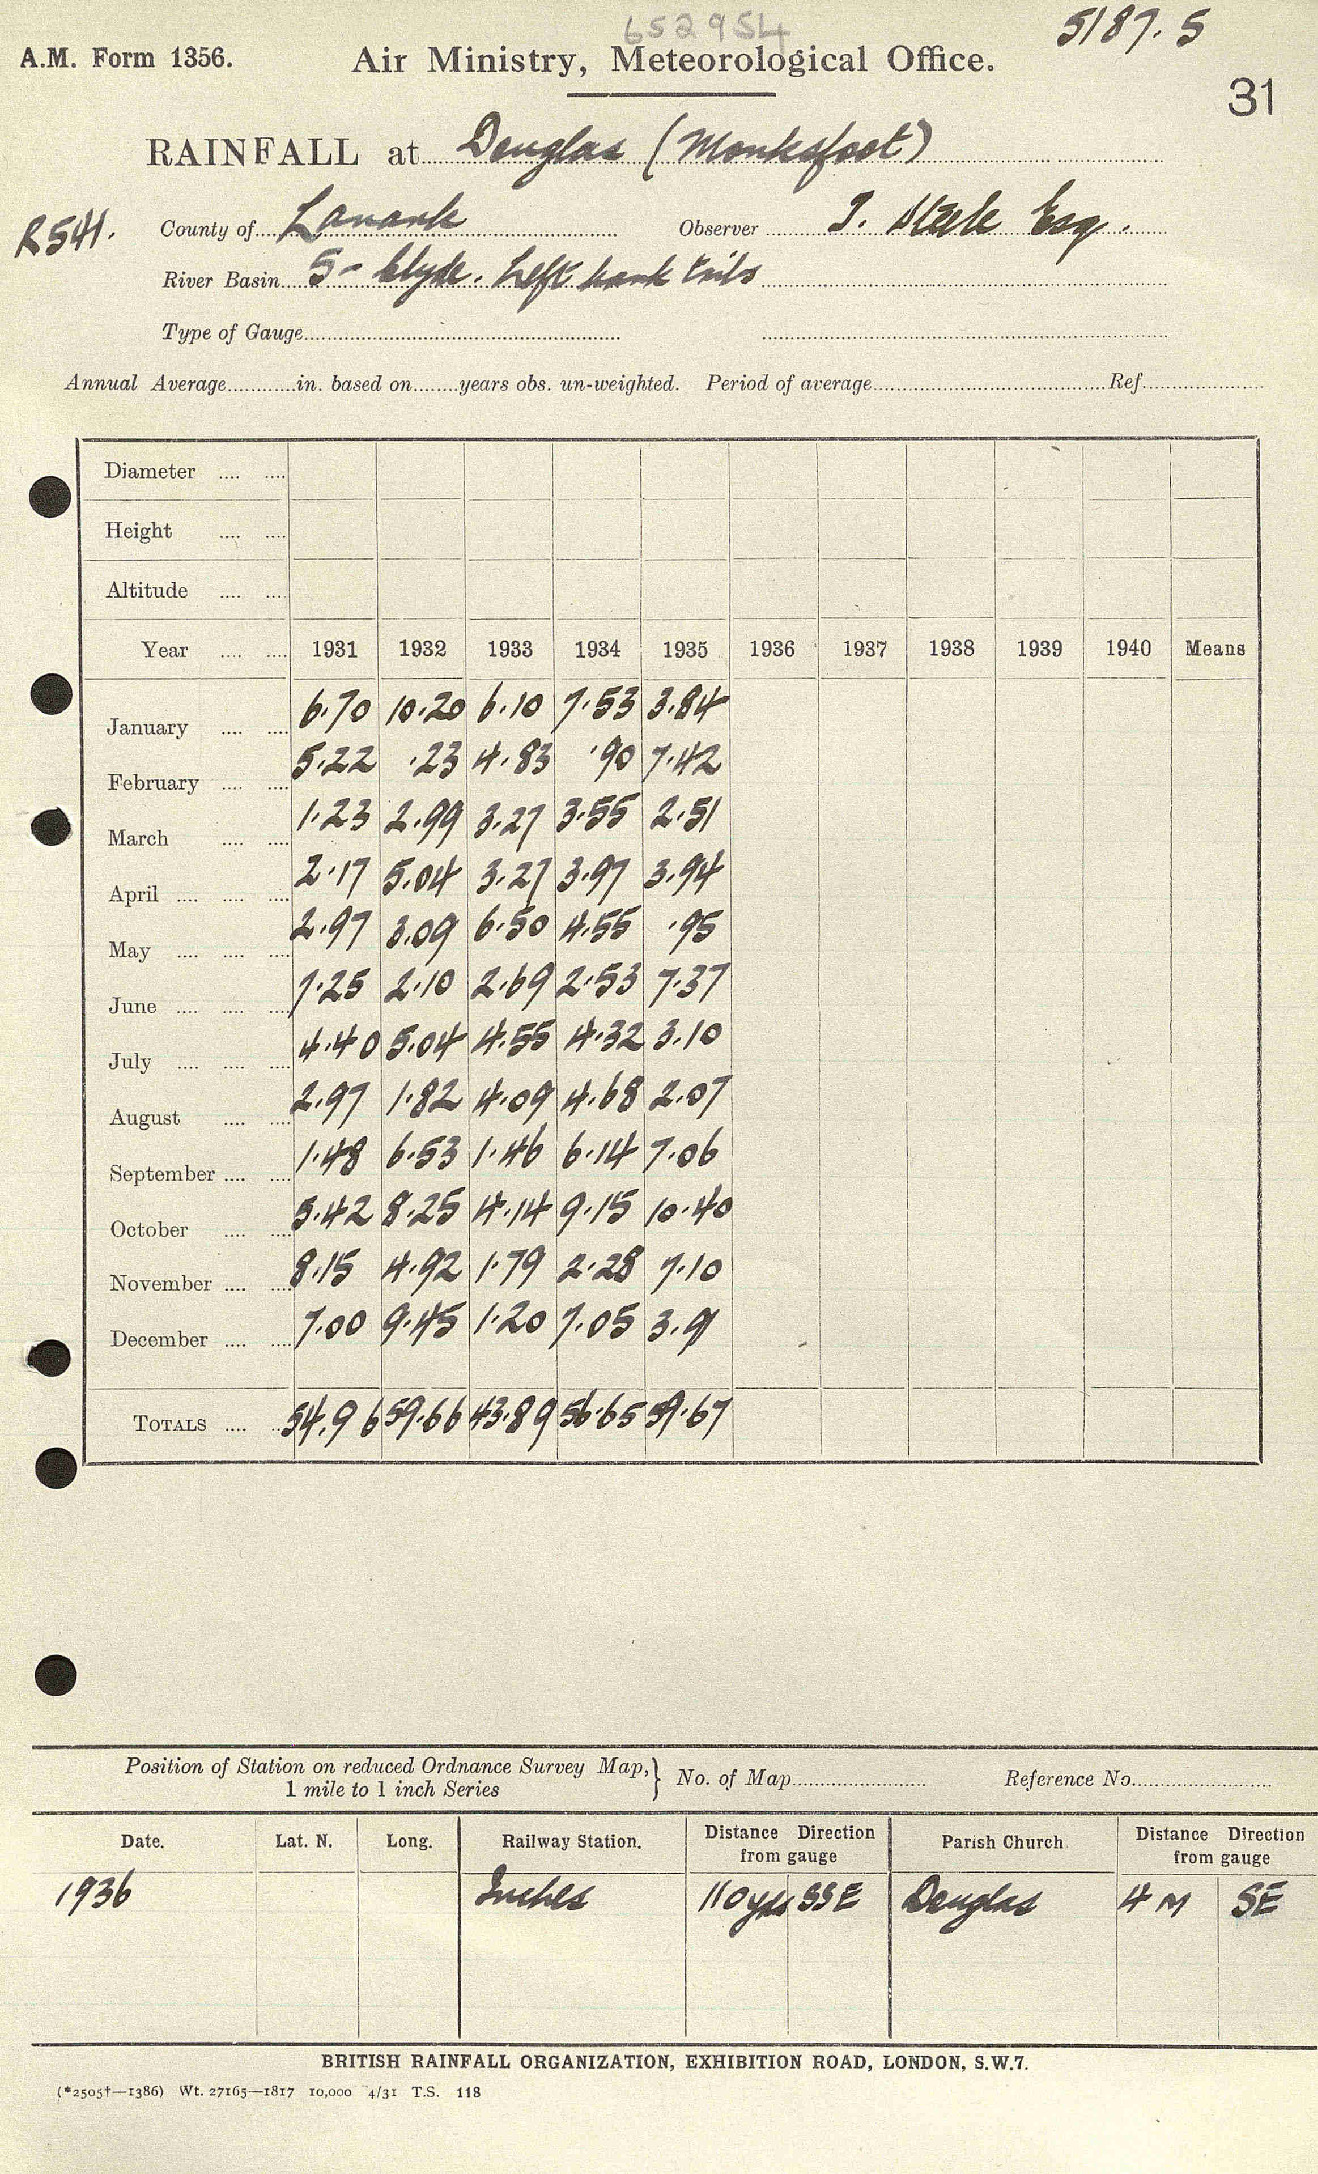 652954
5187.5
A.M. Form 1356.
Air Ministry, Meteorological Office.
31
RAINFALL at Douglas (Monksfoot)
R541.
County of Lanark Observer T. Steele Esq.
River Basin 5- Clyde. Left bank tribs
Type of Gauge
Annual Average in. based on years obs. un-weighted. Period of average Ref.
Diameter
Height
Altitude
Year 1931 1932 1933 1934 1935 1936 1937 1938 1939 1940 Means
January 6.70 10.20 6.10 7.53 3.84
February 5.22 .23 4.83 .90 7.42
March 1.23 2.99 3.27 3.55 2.51
April 2.17 5.04 3.27 3.97 3.94
May 2.97 3.09 6.50 4.55 .95
June 7.25 2.10 2.69 2.53 7.37
July 4.40 5.04 4.55 4.32 3.10
August 2.97 1.82 4.09 4.68 2.07
September 1.48 6.53 1.46 6.14 7.06
October 5.42 8.25 4.14 9.15 10.40
November 8.15 4.92 1.79 2.28 7.10
December 7.00 9.45 1.20 7.05 3.91
TOTALS 54.96 59.66 43.89 56.65 59.67
Position of Station on reduced Ordnance Survey Map, } No. of Map Reference No.
1 mile to 1 inch Series
Date. Lat. N. Long. Railway Station. Distance Direction from gauge Parish Church. Distance Direction from gauge
1936 Inches 110 yds SSE Douglas 4 M SE
BRITISH RAINFALL ORGANIZATION, EXHIBITION ROAD, LONDON, S.W.7.
(*2505†—1386) Wt. 27165—1817 10,000 4/31 T.S. 118